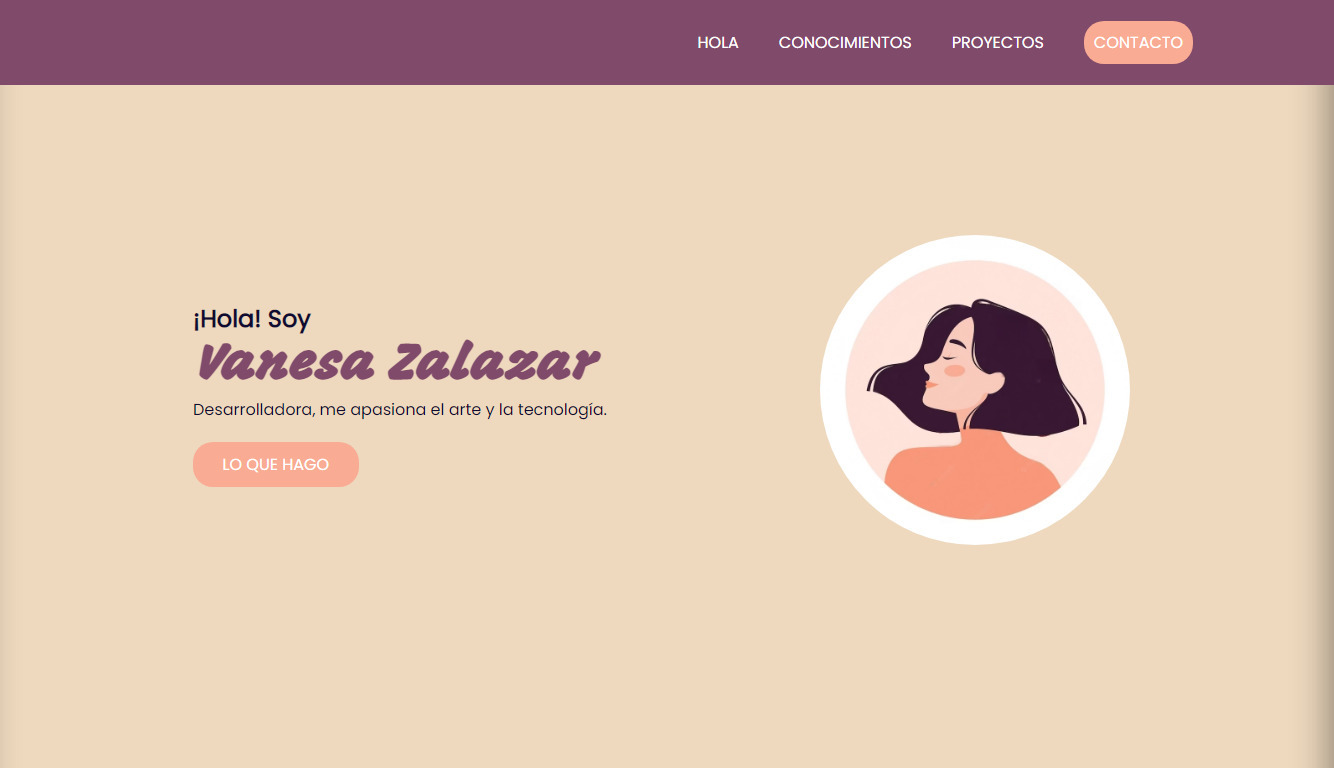 HOLA CONOCIMIENTOS PROYECTOS CONTACTO
¡Hola! Soy
Vanesa Zalazar
Desarrolladora, me apasiona el arte y la tecnología.
LO QUE HAGO